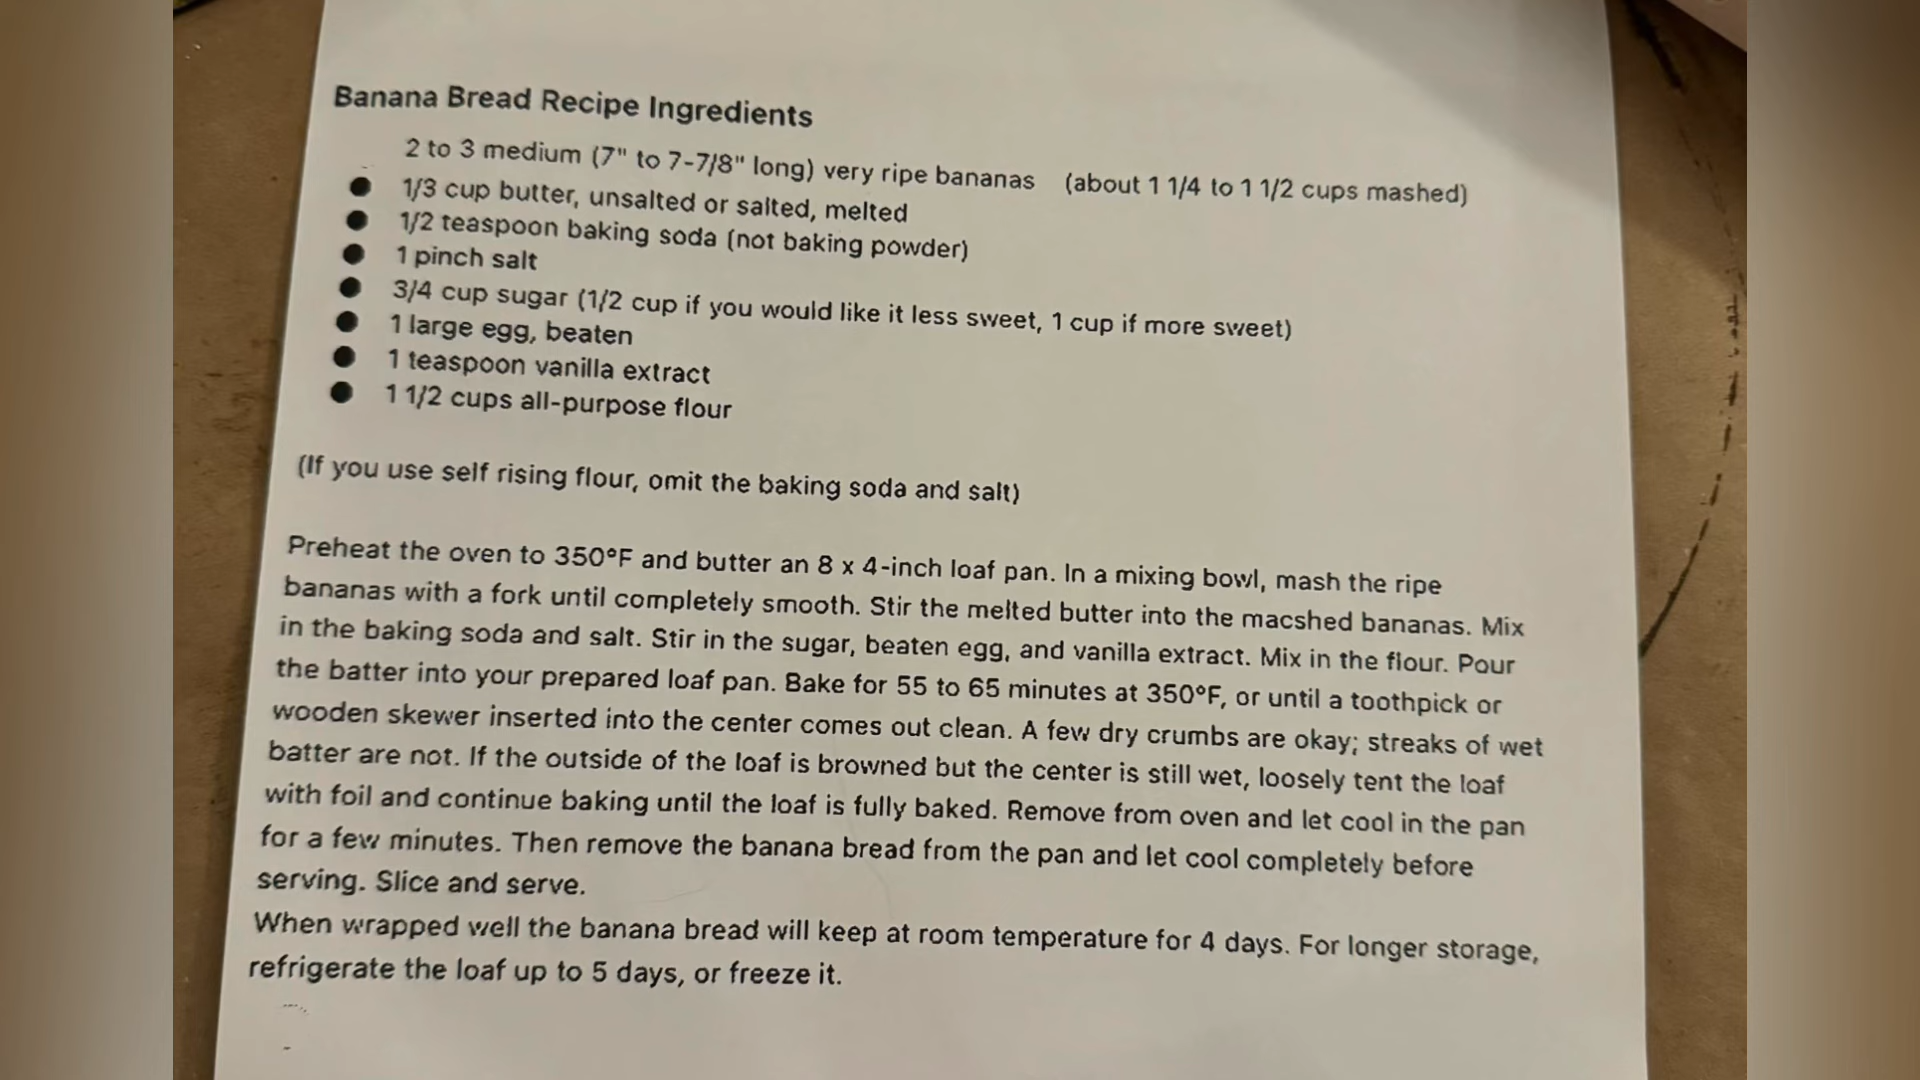 Banana Bread Recipe Ingredients
2 to 3 medium (7" to 7-7/8" long) very ripe bananas (about 1 1/4 to 1 1/2 cups mashed)
● 1/3 cup butter, unsalted or salted, melted
● 1/2 teaspoon baking soda (not baking powder)
● 1 pinch salt
● 3/4 cup sugar (1/2 cup if you would like it less sweet, 1 cup if more sweet)
● 1 large egg, beaten
● 1 teaspoon vanilla extract
● 1 1/2 cups all-purpose flour
(If you use self rising flour, omit the baking soda and salt)
Preheat the oven to 350°F and butter an 8 x 4-inch loaf pan. In a mixing bowl, mash the ripe
bananas with a fork until completely smooth. Stir the melted butter into the macshed bananas. Mix
in the baking soda and salt. Stir in the sugar, beaten egg, and vanilla extract. Mix in the flour. Pour
the batter into your prepared loaf pan. Bake for 55 to 65 minutes at 350°F, or until a toothpick or
wooden skewer inserted into the center comes out clean. A few dry crumbs are okay; streaks of wet
batter are not. If the outside of the loaf is browned but the center is still wet, loosely tent the loaf
with foil and continue baking until the loaf is fully baked. Remove from oven and let cool in the pan
for a few minutes. Then remove the banana bread from the pan and let cool completely before
serving. Slice and serve.
When wrapped well the banana bread will keep at room temperature for 4 days. For longer storage,
refrigerate the loaf up to 5 days, or freeze it.